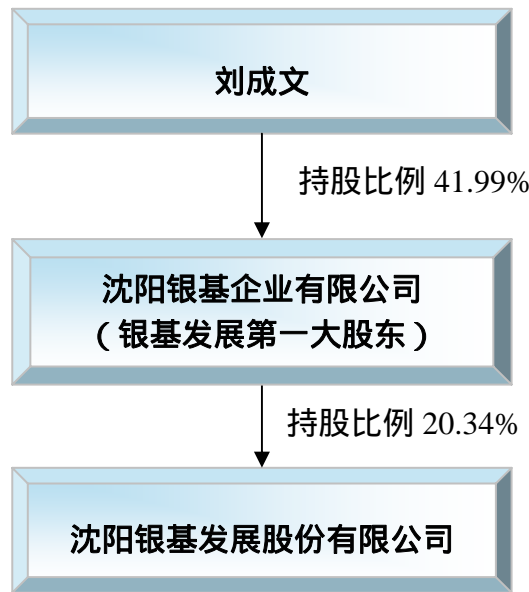 刘成文
持股比例 41.99%
沈阳银基企业有限公司
（银基发展第一大股东）
持股比例 20.34%
沈阳银基发展股份有限公司